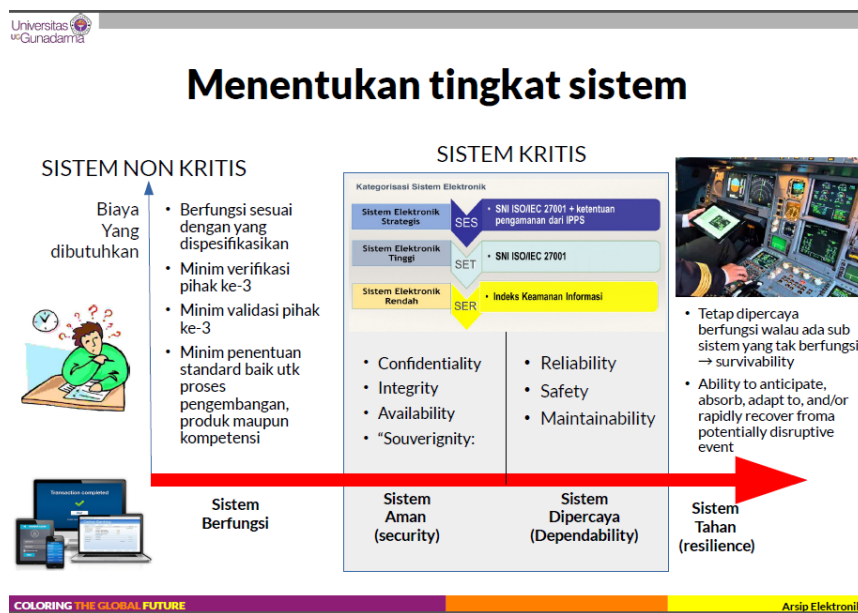 Universitas
UG Gunadarma
Menentukan tingkat sistem
SISTEM NON KRITIS
Biaya
Yang
dibutuhkan
• Berfungsi sesuai
dengan yang
dispesifikasikan
• Minim verifikasi
pihak ke-3
• Minim validasi pihak
ke-3
• Minim penentuan
standard baik utk
proses
pengembangan,
produk maupun
kompetensi
SISTEM KRITIS
Kategorisasi Sistem Elektronik
Sistem Elektronik
Strategis
SES
• SNI ISO/IEC 27001 + ketentuan
pengamanan dari IPPS
Sistem Elektronik
Tinggi
SET
• SNI ISO/IEC 27001
Sistem Elektronik
Rendah
SER
• Indeks Keamanan Informasi
• Confidentiality
• Integrity
• Availability
• “Souverignity:
• Reliability
• Safety
• Maintainability
• Tetap dipercaya
berfungsi walau ada sub
sistem yang tak berfungsi
→ survivability
• Ability to anticipate,
absorb, adapt to, and/or
rapidly recover froma
potentially disruptive
event
Transaction completed
Sistem
Berfungsi
Sistem
Aman
(security)
Sistem
Dipercaya
(Dependability)
Sistem
Tahan
(resilience)
COLORING THE GLOBAL FUTURE
Arsip Elektroni